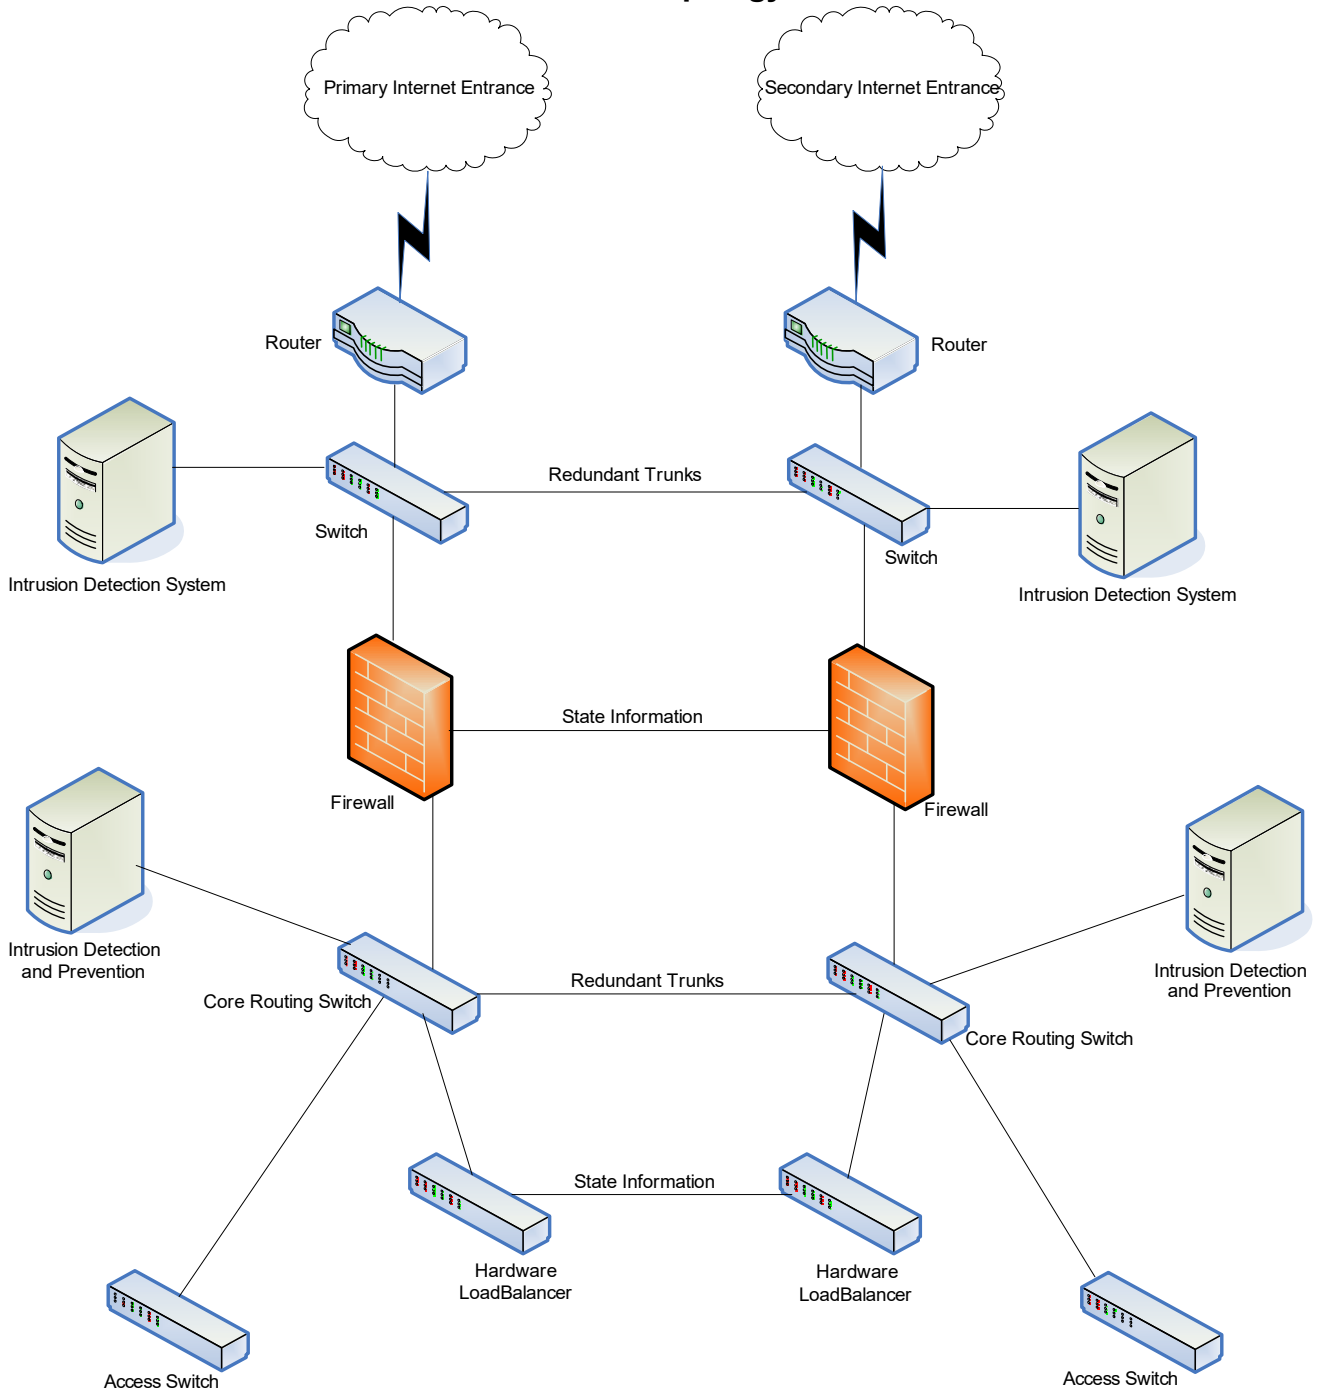 Primary Internet Entrance
Secondary Internet Entrance
Router
Router
Redundant Trunks
Switch
Switch
Intrusion Detection System
Intrusion Detection System
State Information
Firewall
Firewall
Intrusion Detection
and Prevention
Intrusion Detection
and Prevention
Redundant Trunks
Core Routing Switch
Core Routing Switch
State Information
Hardware
LoadBalancer
Hardware
LoadBalancer
Access Switch
Access Switch